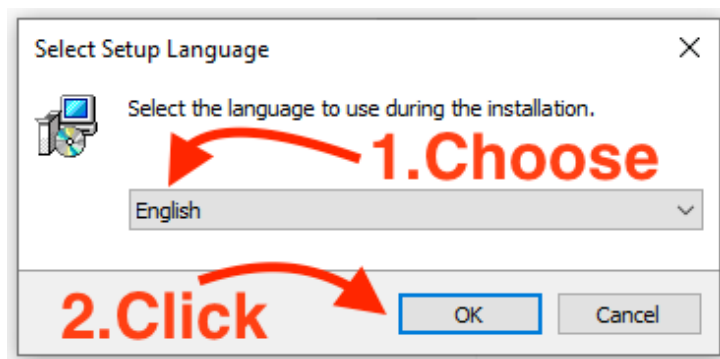 Select Setup Language
Select the language to use during the installation.
1.Choose
English
2.Click
OK
Cancel